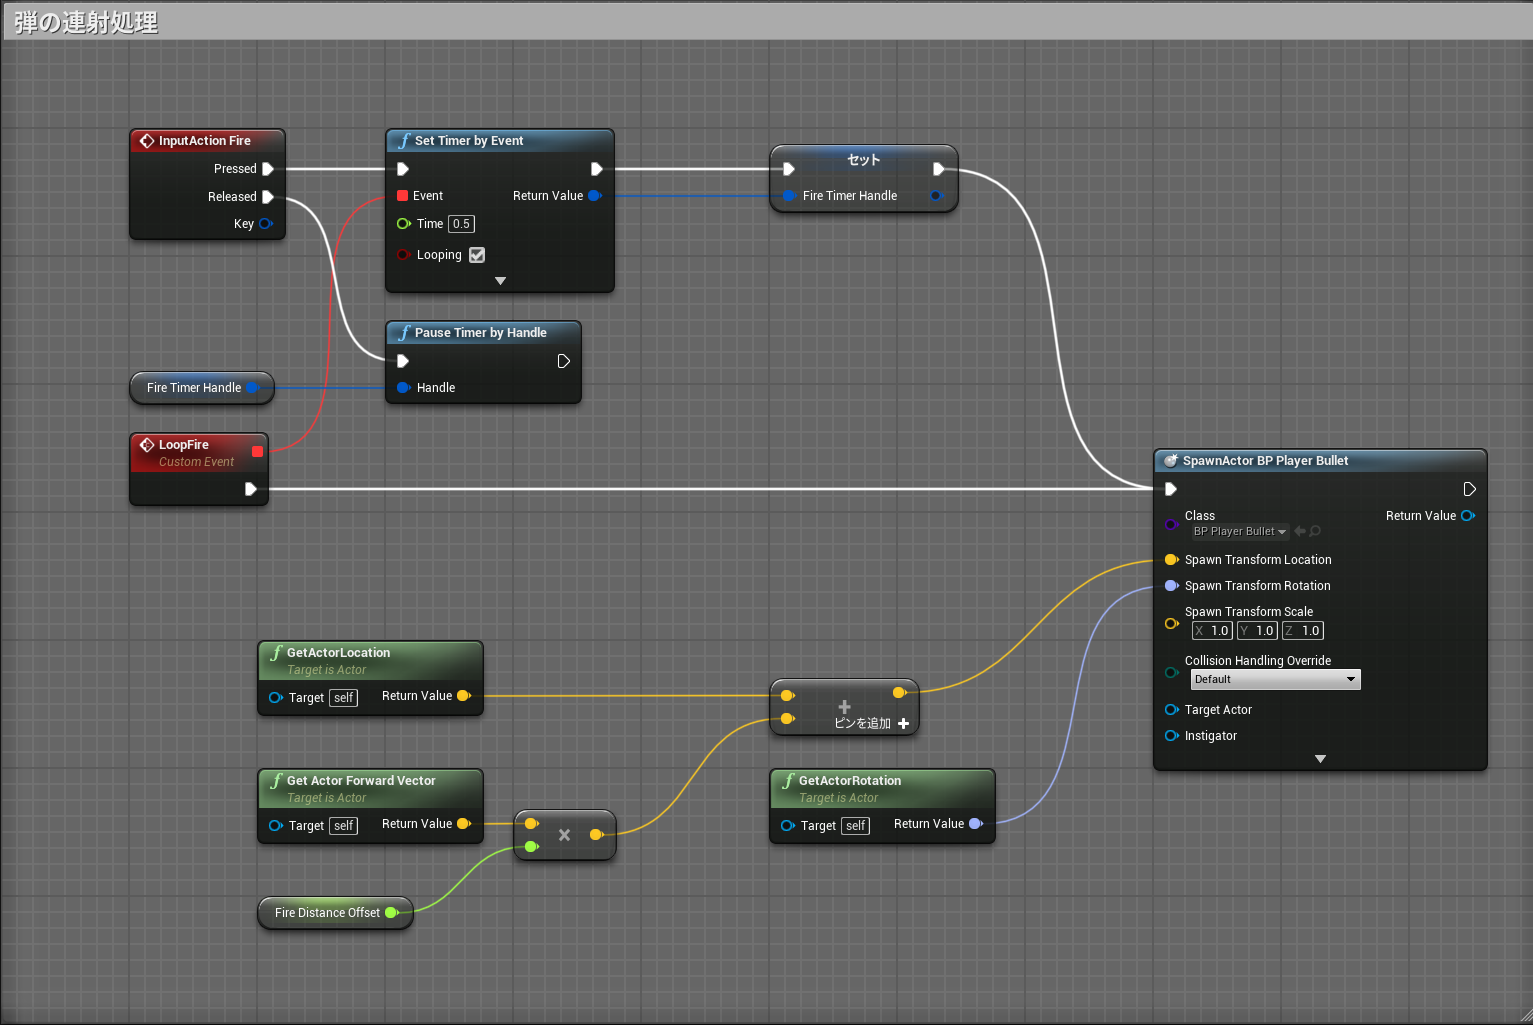 弾の連射処理
InputAction Fire
Pressed
Released
Key
Set Timer by Event
Event
Return Value
Time 0.5
Looping
セット
Fire Timer Handle
Pause Timer by Handle
Handle
Fire Timer Handle
LoopFire
Custom Event
SpawnActor BP Player Bullet
Class
Return Value
BP Player Bullet
Spawn Transform Location
Spawn Transform Rotation
Spawn Transform Scale
X 1.0 Y 1.0 Z 1.0
Collision Handling Override
Default
Target Actor
Instigator
GetActorLocation
Target is Actor
Target self Return Value
ピンを追加
Get Actor Forward Vector
Target is Actor
Target self Return Value
GetActorRotation
Target is Actor
Target self Return Value
Fire Distance Offset